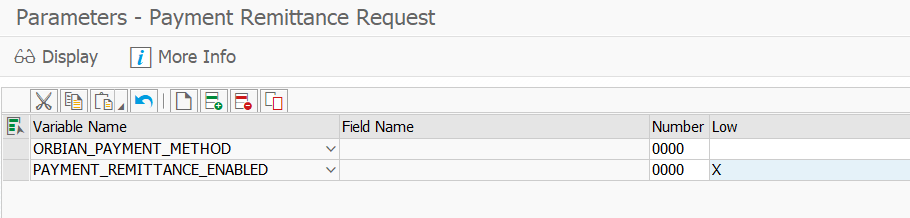 Parameters - Payment Remittance Request
Display More Info
Variable Name Field Name Number Low
ORBIAN_PAYMENT_METHOD 0000
PAYMENT_REMITTANCE_ENABLED 0000 X